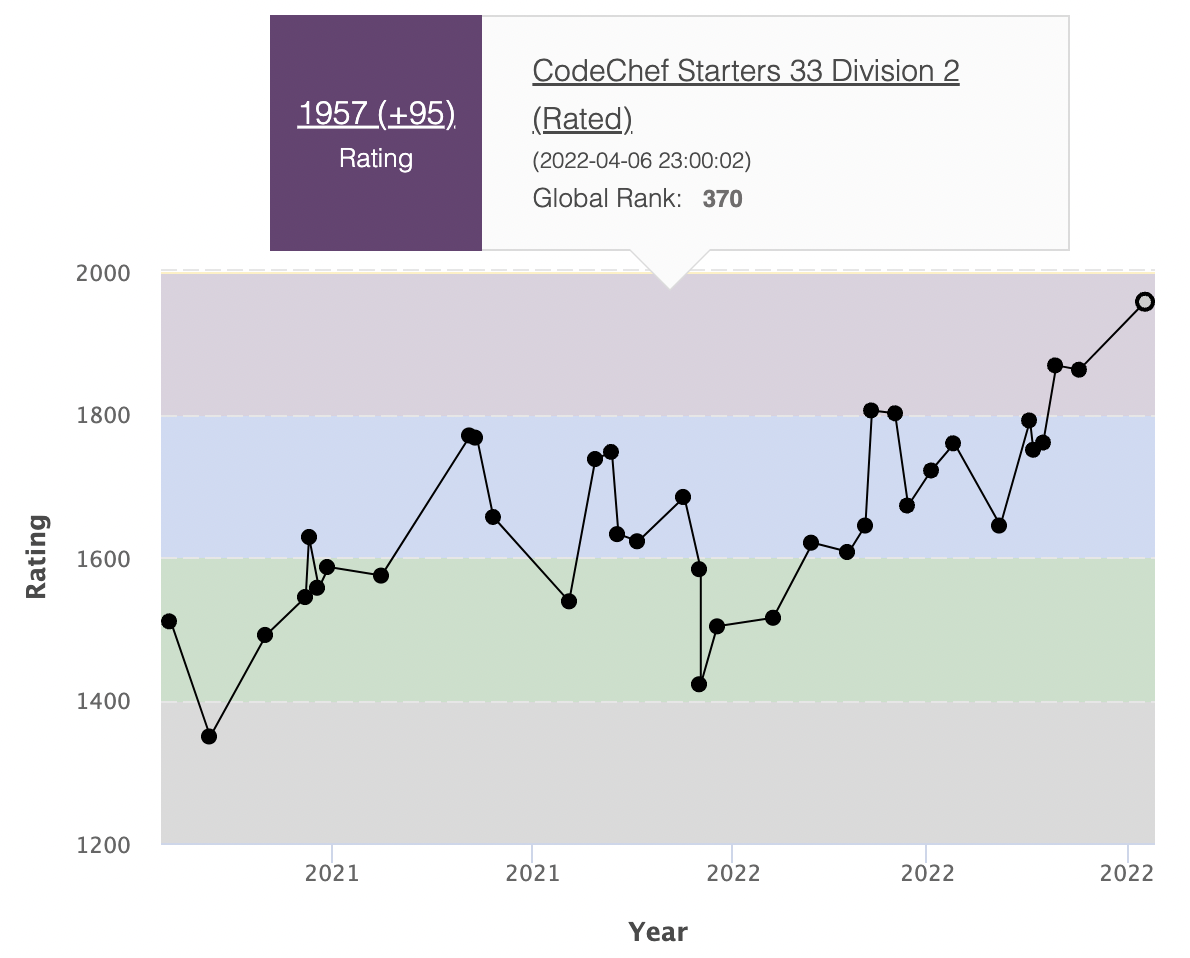 1957 (+95)
Rating
CodeChef Starters 33 Division 2
(Rated)
(2022-04-06 23:00:02)
Global Rank: 370
2000
1800
1600
1400
1200
Rating
2021
2021
2022
2022
2022
Year